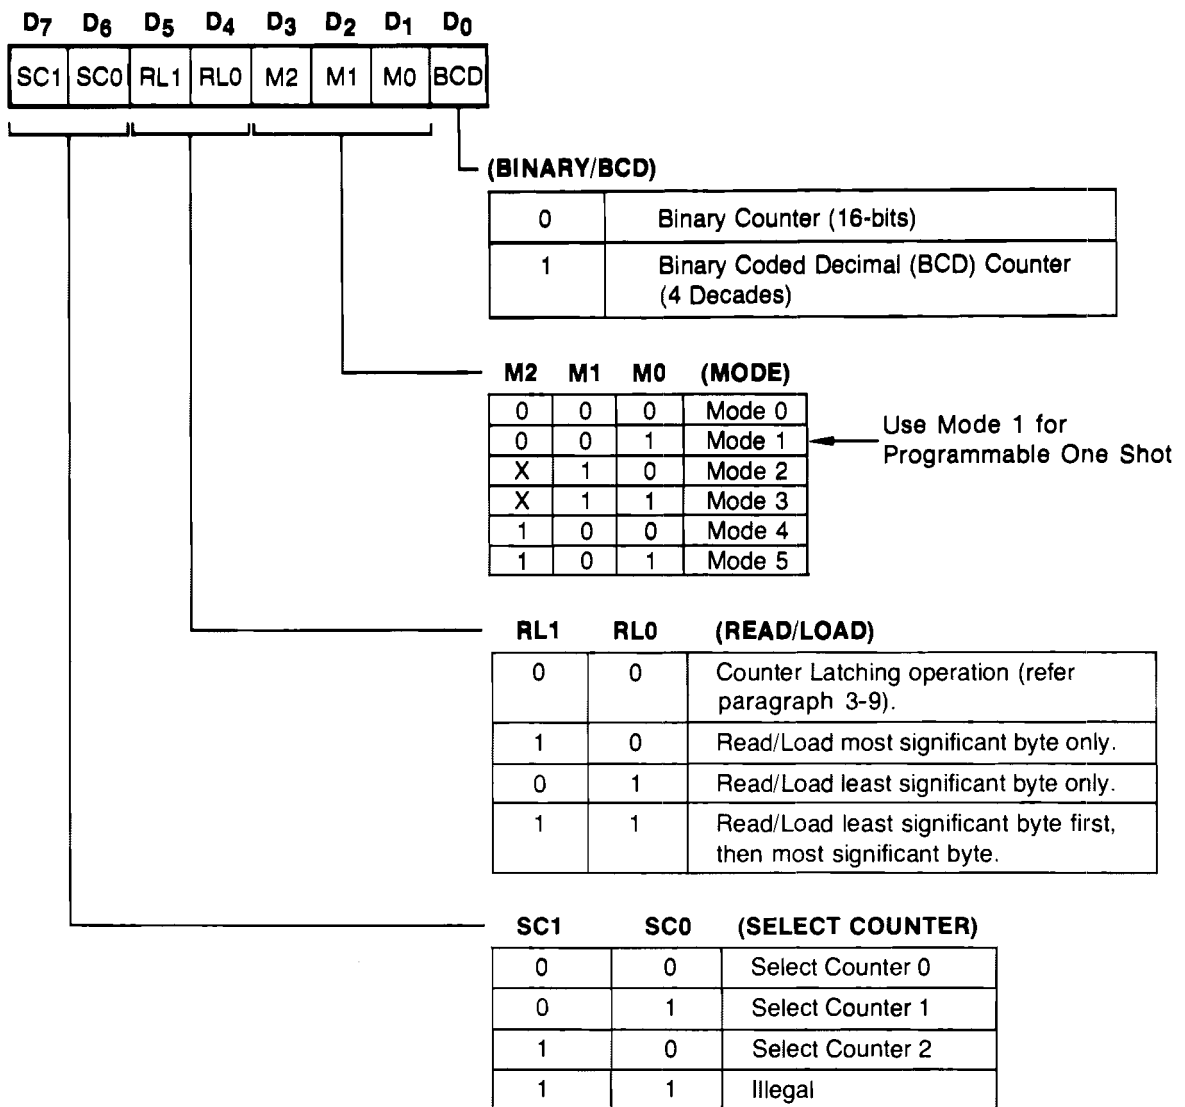 D7 D6 D5 D4 D3 D2 D1 D0
SC1 SC0 RL1 RL0 M2 M1 M0 BCD
(BINARY/BCD)
0 Binary Counter (16-bits)
1 Binary Coded Decimal (BCD) Counter
(4 Decades)
M2 M1 M0 (MODE)
0 0 0 Mode 0
0 0 1 Mode 1
X 1 0 Mode 2
X 1 1 Mode 3
1 0 0 Mode 4
1 0 1 Mode 5
Use Mode 1 for
Programmable One Shot
RL1 RL0 (READ/LOAD)
0 0 Counter Latching operation (refer
paragraph 3-9).
1 0 Read/Load most significant byte only.
0 1 Read/Load least significant byte only.
1 1 Read/Load least significant byte first,
then most significant byte.
SC1 SC0 (SELECT COUNTER)
0 0 Select Counter 0
0 1 Select Counter 1
1 0 Select Counter 2
1 1 Illegal